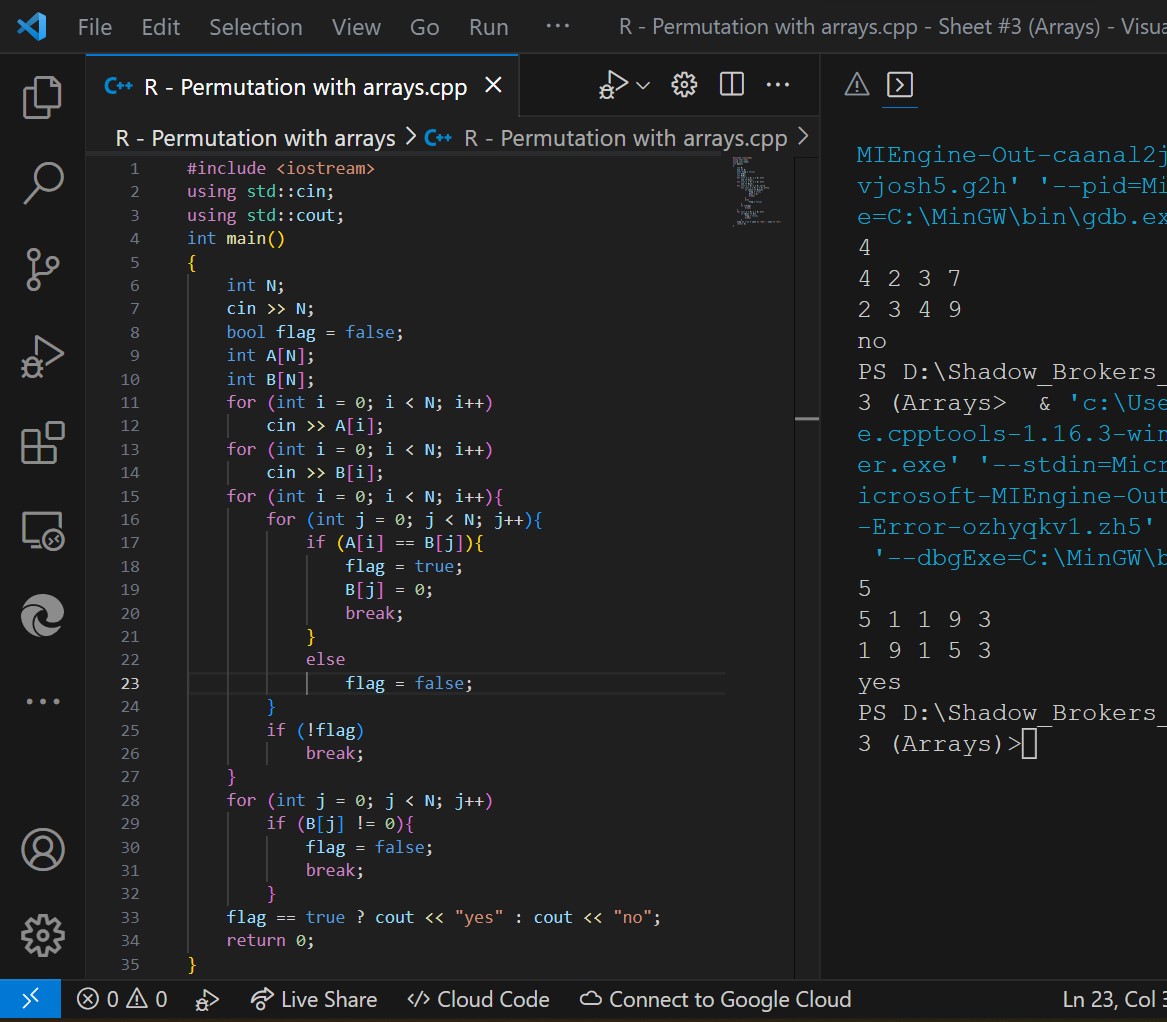 File Edit Selection View Go Run ··· R - Permutation with arrays.cpp - Sheet #3 (Arrays) - Visua
C++ R - Permutation with arrays.cpp
R - Permutation with arrays > C++ R - Permutation with arrays.cpp >
1 #include <iostream>
2 using std::cin;
3 using std::cout;
4 int main()
5 {
6 int N;
7 cin >> N;
8 bool flag = false;
9 int A[N];
10 int B[N];
11 for (int i = 0; i < N; i++)
12 cin >> A[i];
13 for (int i = 0; i < N; i++)
14 cin >> B[i];
15 for (int i = 0; i < N; i++){
16 for (int j = 0; j < N; j++){
17 if (A[i] == B[j]){
18 flag = true;
19 B[j] = 0;
20 break;
21 }
22 else
23 flag = false;
24 }
25 if (!flag)
26 break;
27 }
28 for (int j = 0; j < N; j++)
29 if (B[j] != 0){
30 flag = false;
31 break;
32 }
33 flag == true ? cout << "yes" : cout << "no";
34 return 0;
35 }
MIEngine-Out-caanal2j
vjosh5.g2h' '--pid=Mi
e=C:\MinGW\bin\gdb.ex
4
4 2 3 7
2 3 4 9
no
PS D:\Shadow_Brokers_
3 (Arrays> & 'c:\Use
e.cpptools-1.16.3-win
er.exe' '--stdin=Micr
icrosoft-MIEngine-Out
-Error-ozhyqkv1.zh5'
'--dbgExe=C:\MinGW\b
5
5 1 1 9 3
1 9 1 5 3
yes
PS D:\Shadow_Brokers_
3 (Arrays)>
0 0 Live Share </> Cloud Code Connect to Google Cloud Ln 23, Col 3